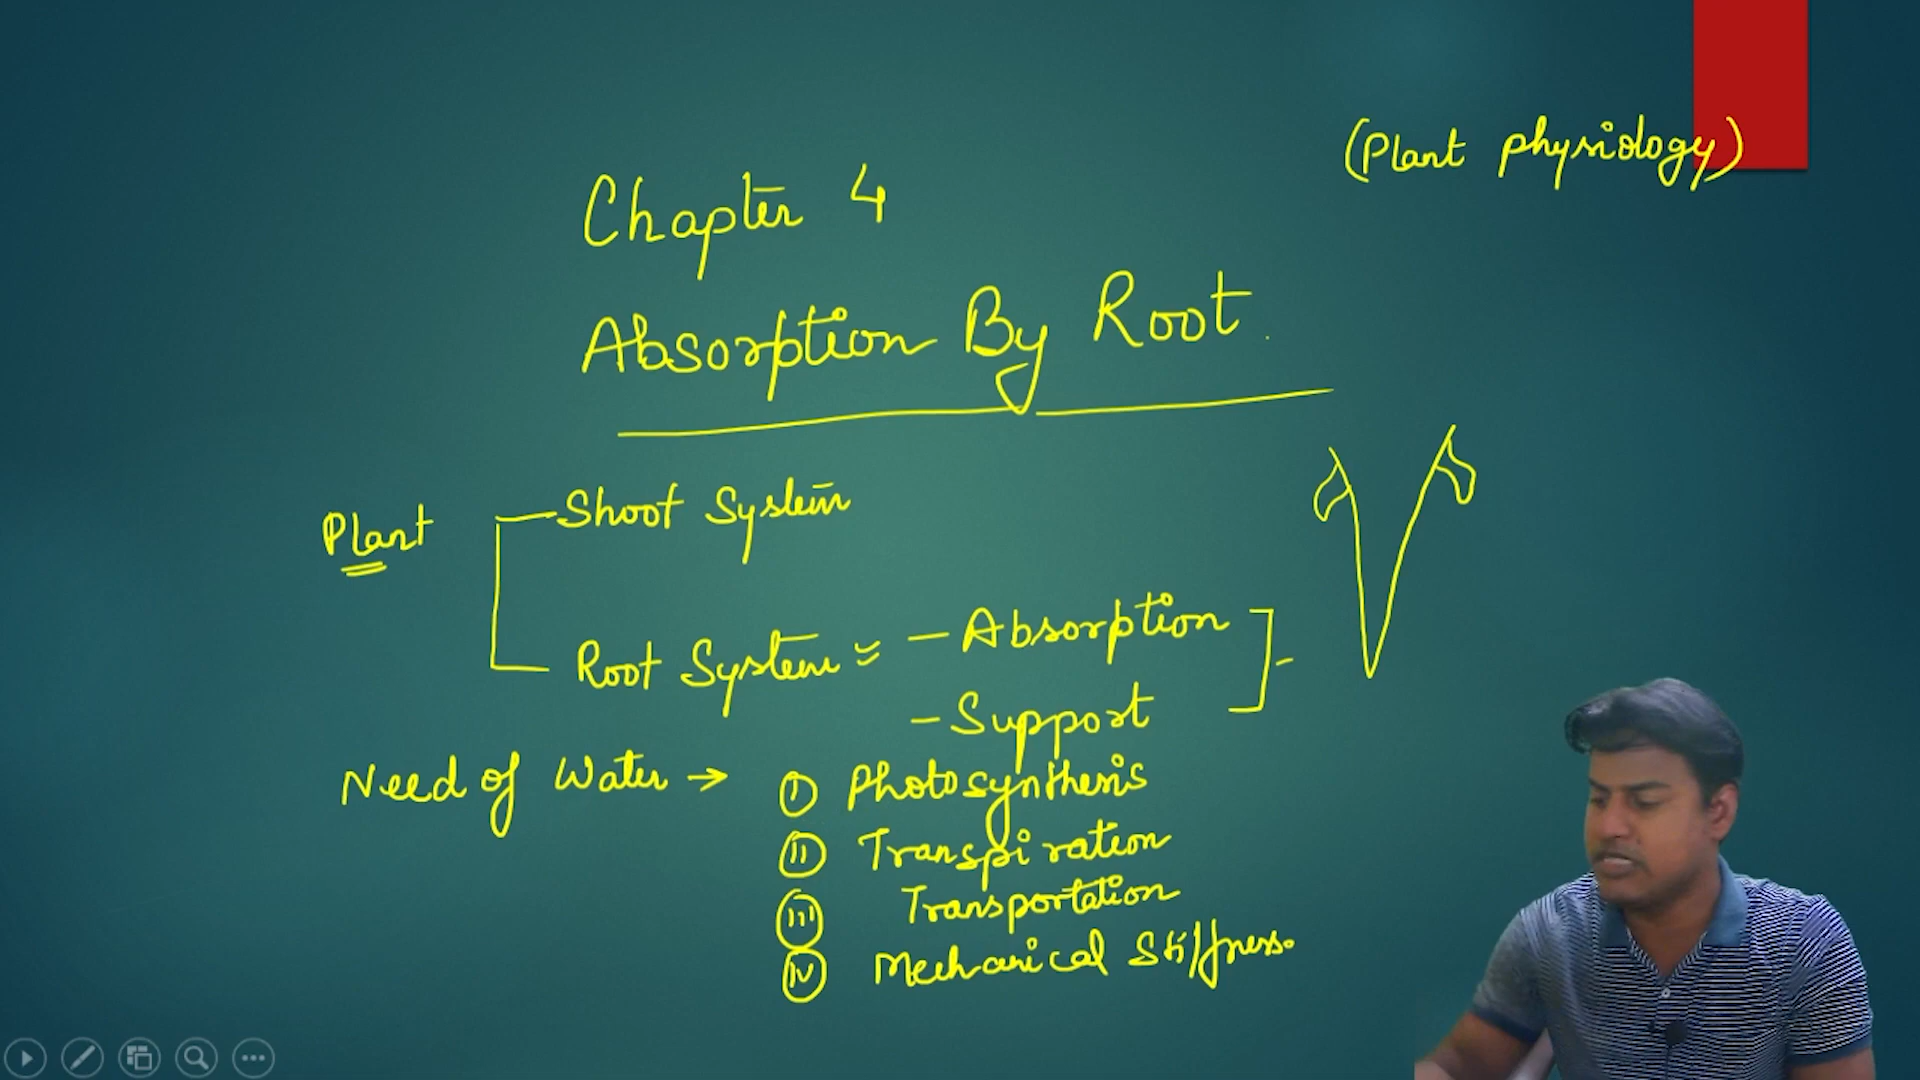 (Plant physiology)
Chapter 4
Absorption By Root.
Plant
Shoot System
Root System = - Absorption
- Support
Need of Water → (i) Photosynthesis
(ii) Transpiration
(iii) Transportation
(iv) Mechanical Stiffness.